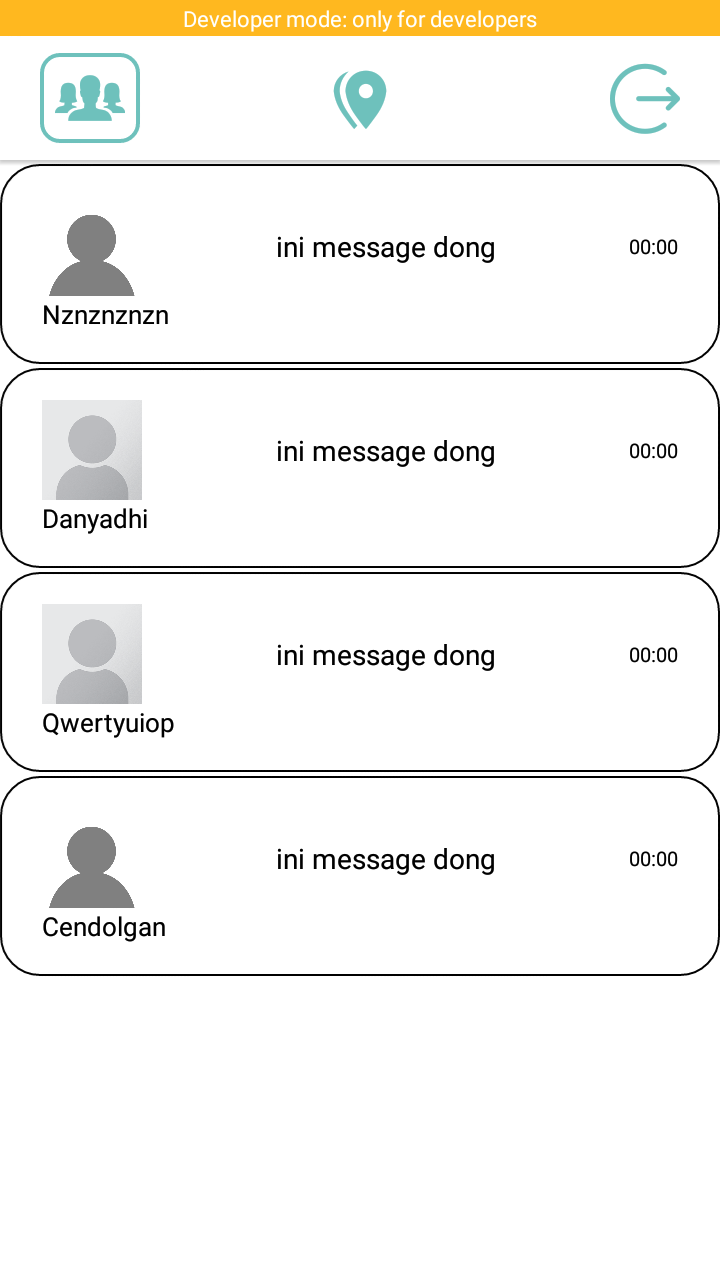 Developer mode: only for developers
ini message dong
00:00
Nznznznzn
ini message dong
00:00
Danyadhi
ini message dong
00:00
Qwertyuiop
ini message dong
00:00
Cendolgan